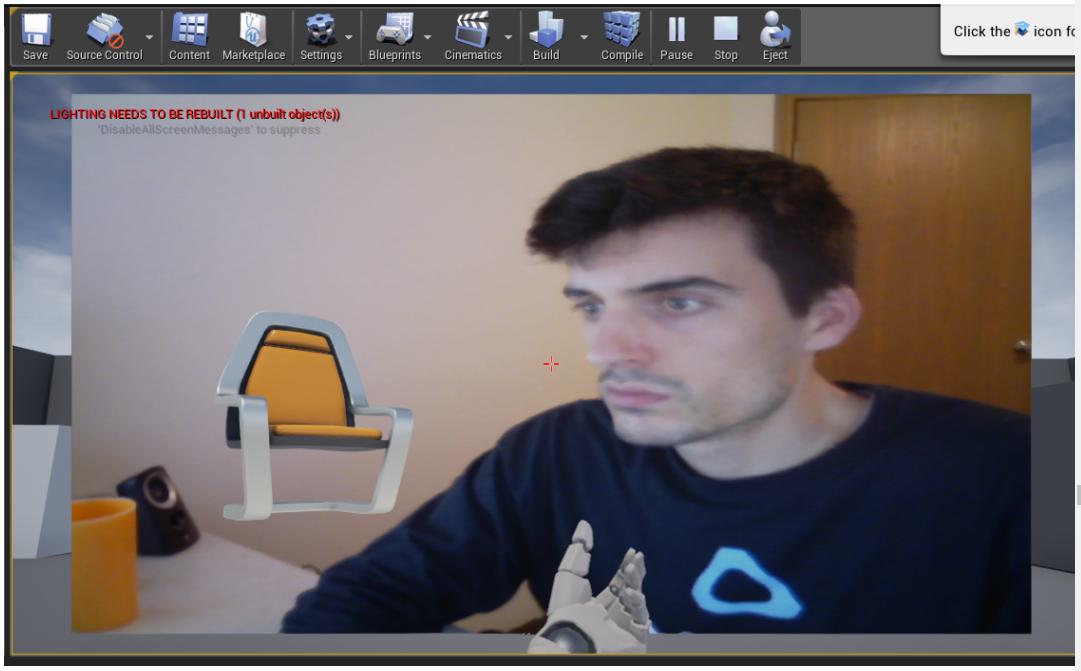 Save
Source Control
Content
Marketplace
Settings
Blueprints
Cinematics
Build
Compile
Pause
Stop
Eject
Click the icon fo
LIGHTING NEEDS TO BE REBUILT (1 unbuilt object(s))
'DisableAllScreenMessages' to suppress